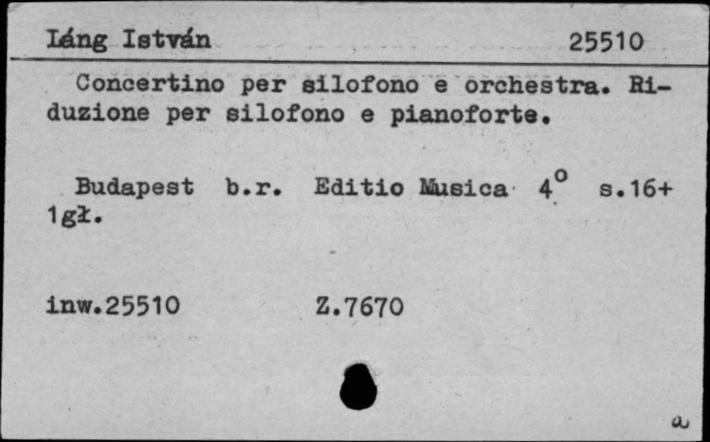 Láng István 25510
Concertino per silofono e orchestra. Ri-
duzione per silofono e pianoforte.
Budapest b.r. Editio Musica 4° s.16+
1gł.
inw.25510 Z.7670
a